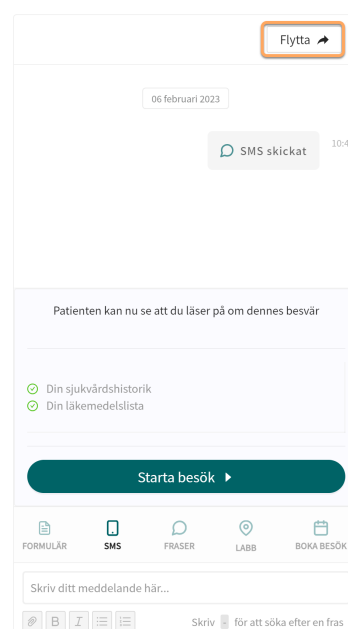 Flytta
06 februari 2023
SMS skickat
10:4
Patienten kan nu se att du läser på om dennes besvär
Din sjukvårdshistorik
Din läkemedelslista
Starta besök
FORMULÄR SMS FRASER LABB BOKA BESÖK
Skriv ditt meddelande här...
B I Skriv - för att söka efter en fras